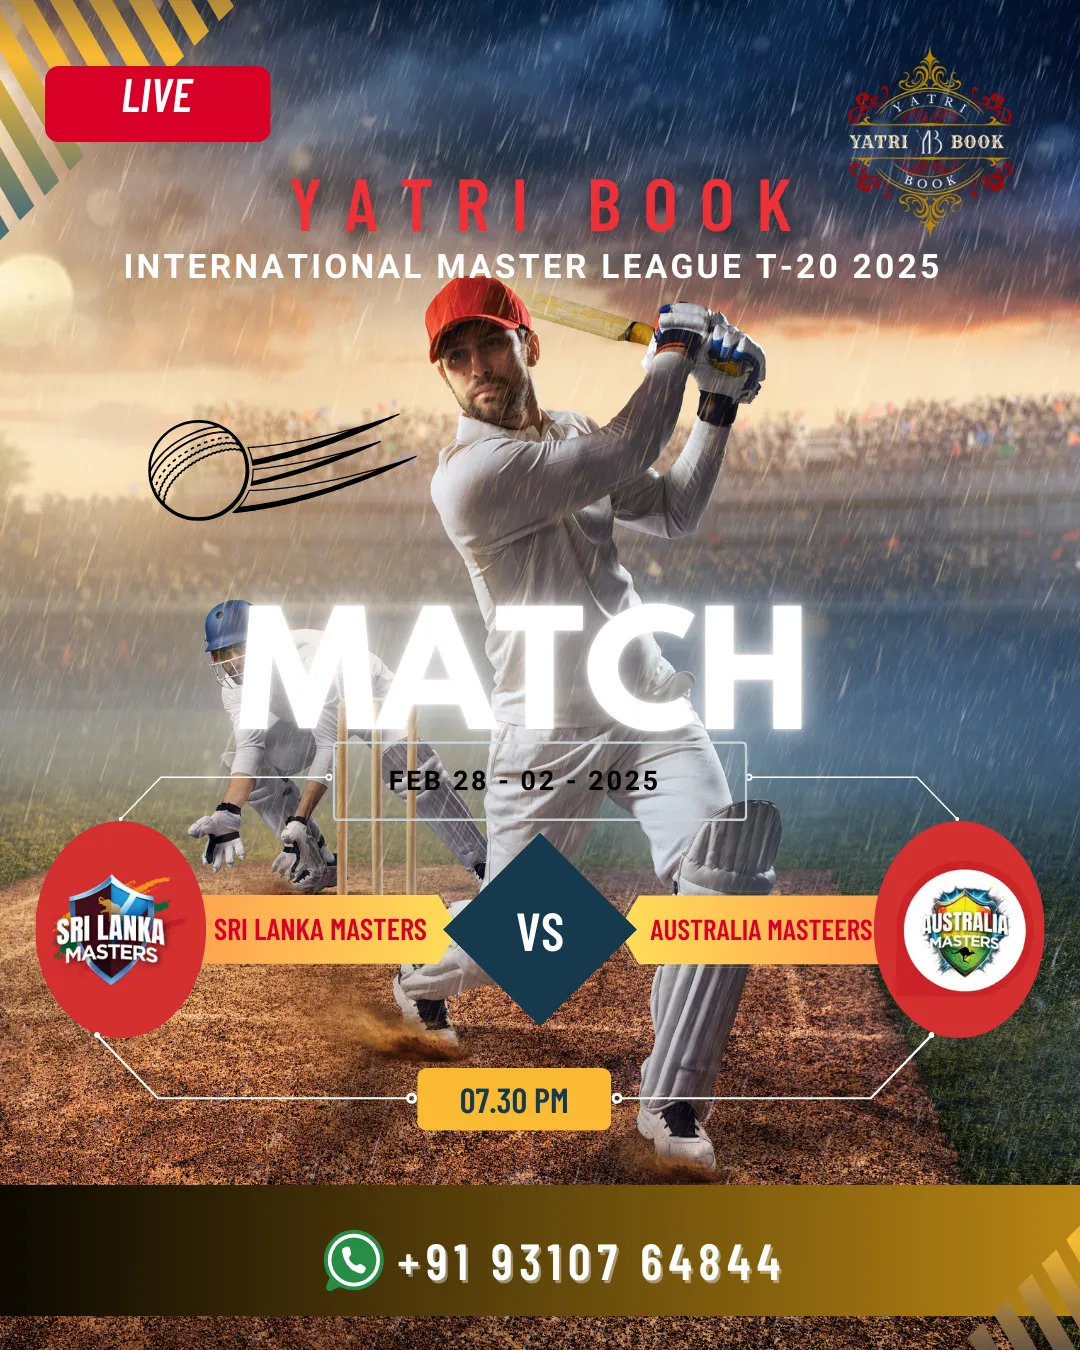 LIVE
YATRI
YATRI YB BOOK
BOOK
YATRI BOOK
INTERNATIONAL MASTER LEAGUE T-20 2025
MATCH
FEB 28 - 02 - 2025
SRI LANKA
MASTERS
SRI LANKA MASTERS
VS
AUSTRALIA MASTEERS
AUSTRALIA
MASTERS
07.30 PM
+91 93107 64844